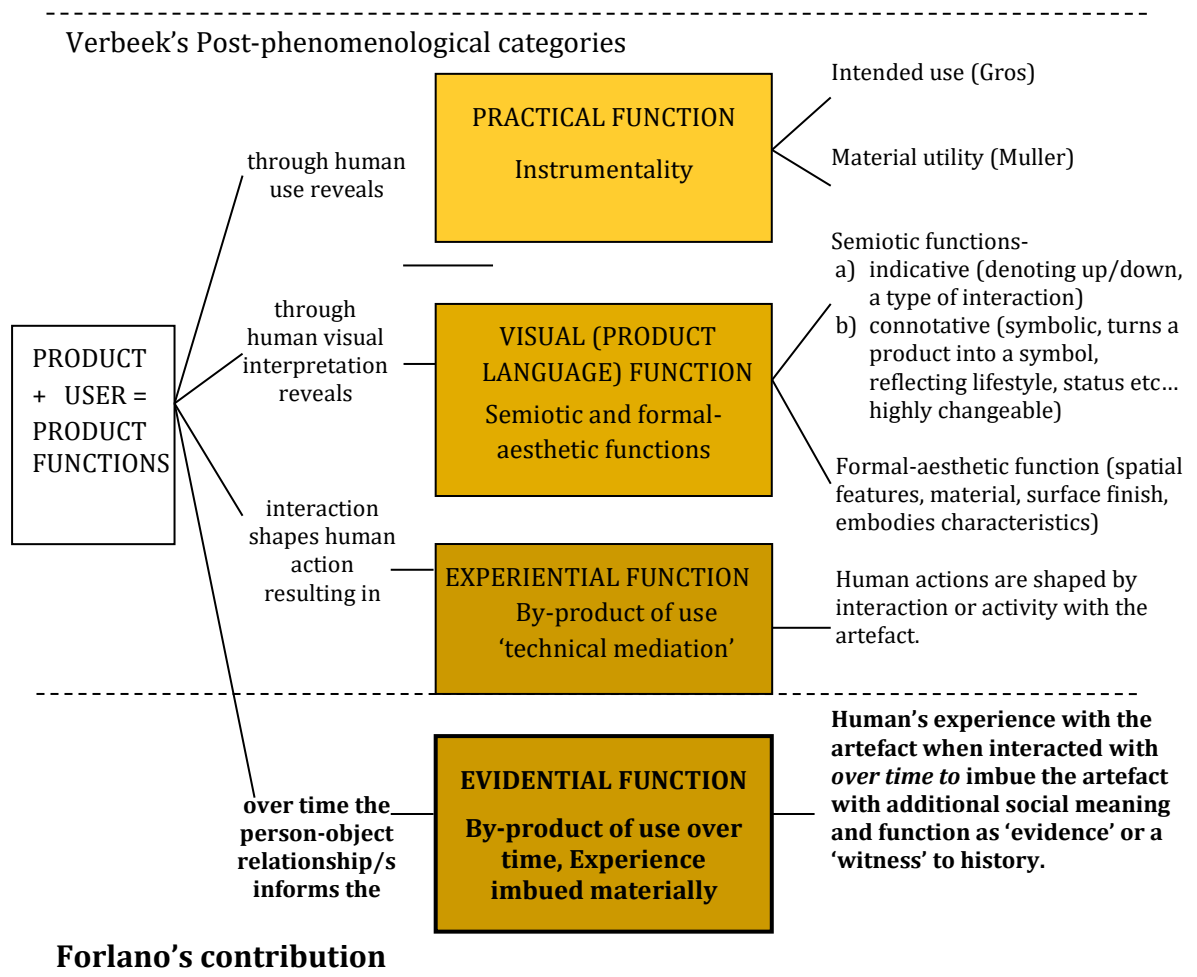 Verbeek’s Post-phenomenological categories
PRODUCT
+ USER =
PRODUCT
FUNCTIONS
through human
use reveals
PRACTICAL FUNCTION
Instrumentality
Intended use (Gros)
Material utility (Muller)
through
human visual
interpretation
reveals
VISUAL (PRODUCT
LANGUAGE) FUNCTION
Semiotic and formal-
aesthetic functions
Semiotic functions-
a) indicative (denoting up/down,
a type of interaction)
b) connotative (symbolic, turns a
product into a symbol,
reflecting lifestyle, status etc…
highly changeable)
Formal-aesthetic function (spatial
features, material, surface finish,
embodies characteristics)
interaction
shapes human
action
resulting in
EXPERIENTIAL FUNCTION
By-product of use
‘technical mediation’
Human actions are shaped by
interaction or activity with the
artefact.
over time the
person-object
relationship/s
informs the
EVIDENTIAL FUNCTION
By-product of use over
time, Experience
imbued materially
Human’s experience with the
artefact when interacted with
over time to imbue the artefact
with additional social meaning
and function as ‘evidence’ or a
‘witness’ to history.
Forlano’s contribution